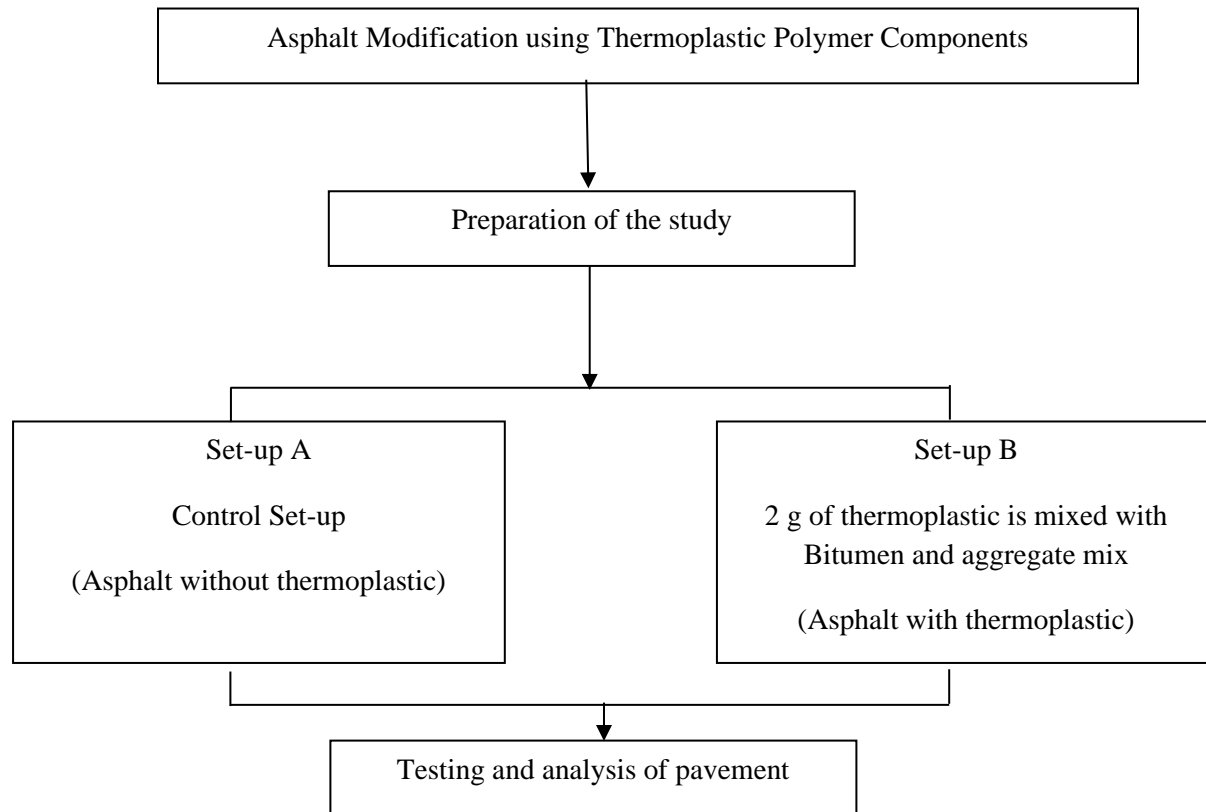 Asphalt Modification using Thermoplastic Polymer Components
Preparation of the study
Set-up A
Control Set-up
(Asphalt without thermoplastic)
Set-up B
2 g of thermoplastic is mixed with
Bitumen and aggregate mix
(Asphalt with thermoplastic)
Testing and analysis of pavement